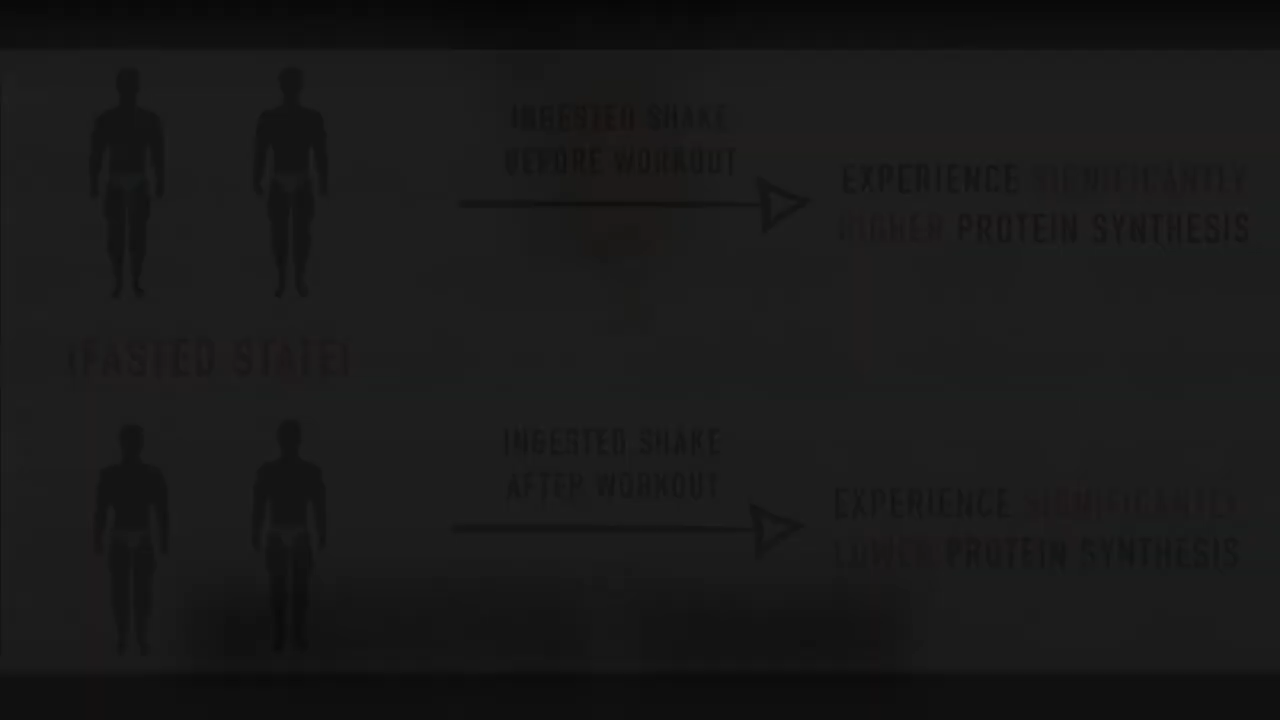 INGESTED SHAKE
BEFORE WORKOUT
EXPERIENCE SIGNIFICANTLY
HIGHER PROTEIN SYNTHESIS
(FASTED STATE)
INGESTED SHAKE
AFTER WORKOUT
EXPERIENCE SIGNIFICANTLY
LOWER PROTEIN SYNTHESIS